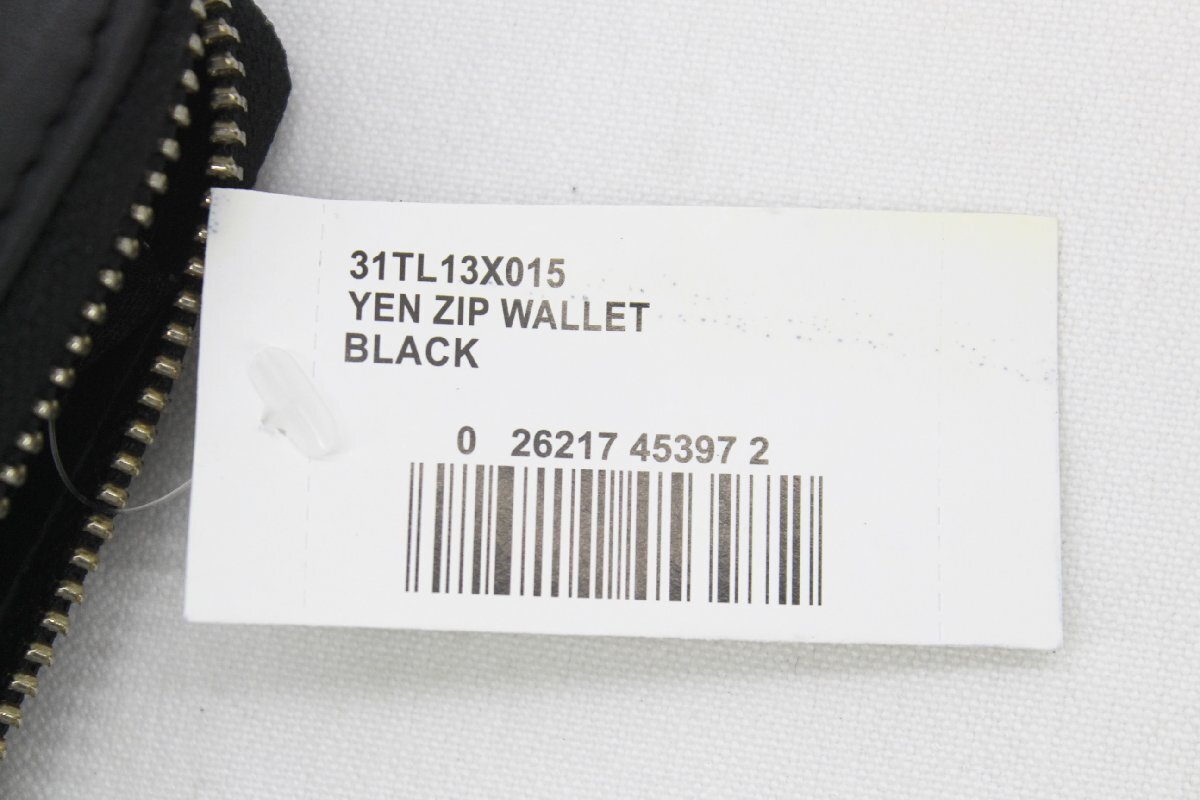 31TL13X015
YEN ZIP WALLET
BLACK
0 26217 45397 2